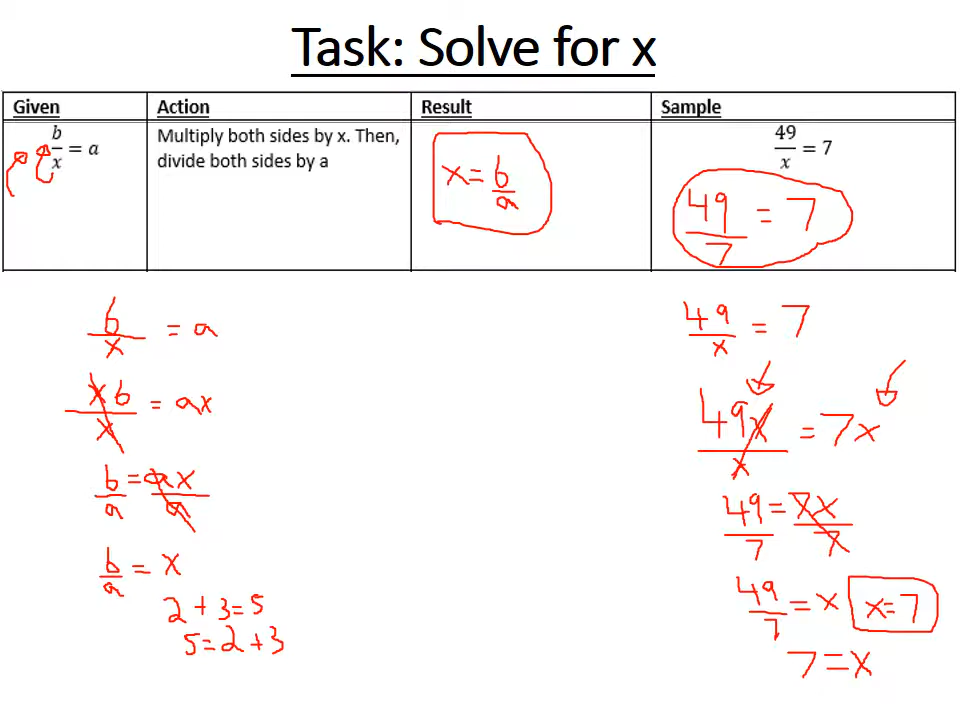 Task: Solve for x
Given Action Result Sample
b/x = a
Multiply both sides by x. Then,
divide both sides by a
x = b/a
49/x = 7
49/7 = 7
b/x = a
xb/x = ax
b/a = ax/a
b/a = x
2 + 3 = 5
5 = 2 + 3
49/x = 7
49x/x = 7x
49/7 = 7x/7
49/7 = x x = 7
7 = x